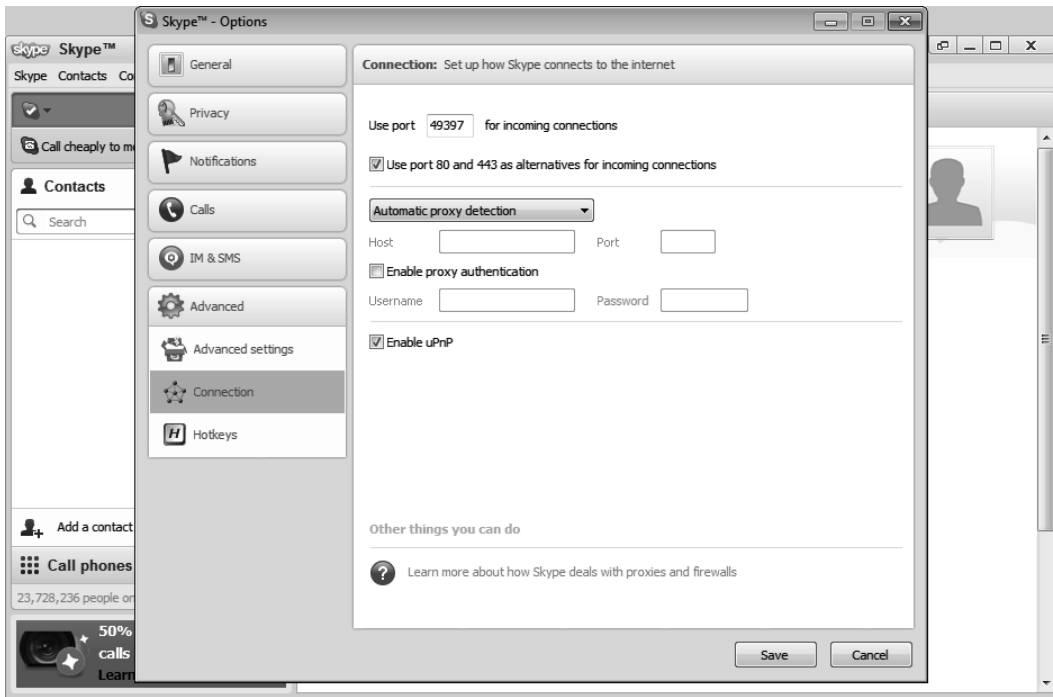 Skype™ - Options
skype Skype™
Skype Contacts Co
Call cheaply to m
Contacts
Search
Add a contact
Call phones
23,728,236 people on
50%
calls
Learn
General
Privacy
Notifications
Calls
IM & SMS
Advanced
Advanced settings
Connection
H Hotkeys
Connection: Set up how Skype connects to the internet
Use port 49397 for incoming connections
Use port 80 and 443 as alternatives for incoming connections
Automatic proxy detection
Host Port
Enable proxy authentication
Username Password
Enable uPnP
Other things you can do
? Learn more about how Skype deals with proxies and firewalls
Save Cancel